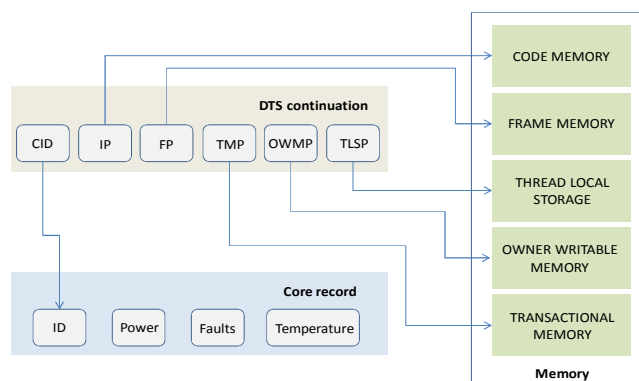 CODE MEMORY
DTS continuation
FRAME MEMORY
CID IP FP TMP OWMP TLSP
THREAD LOCAL
STORAGE
OWNER WRITABLE
MEMORY
Core record
ID Power Faults Temperature
TRANSACTIONAL
MEMORY
Memory